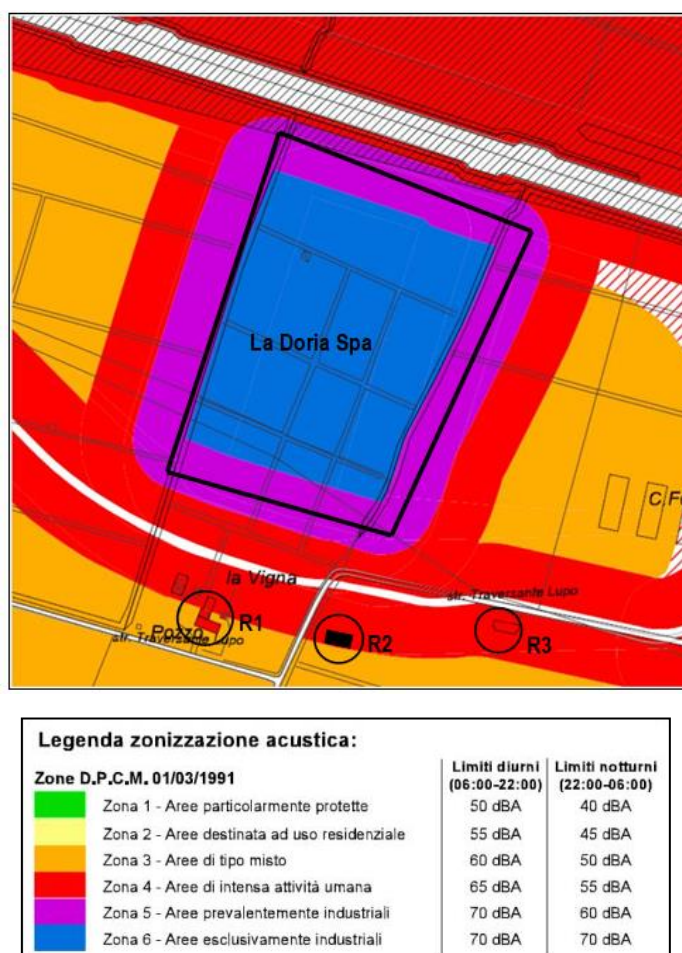 La Doria Spa
la Vigna
R1
Pozzo
str. Traversante Lupo
R2
str. Traversante Lupo
R3
Legenda zonizzazione acustica:
Zone D.P.C.M. 01/03/1991
Limiti diurni (06:00-22:00)
Limiti notturni (22:00-06:00)
Zona 1 - Aree particolarmente protette 50 dBA 40 dBA
Zona 2 - Aree destinata ad uso residenziale 55 dBA 45 dBA
Zona 3 - Aree di tipo misto 60 dBA 50 dBA
Zona 4 - Aree di intensa attività umana 65 dBA 55 dBA
Zona 5 - Aree prevalentemente industriali 70 dBA 60 dBA
Zona 6 - Aree esclusivamente industriali 70 dBA 70 dBA